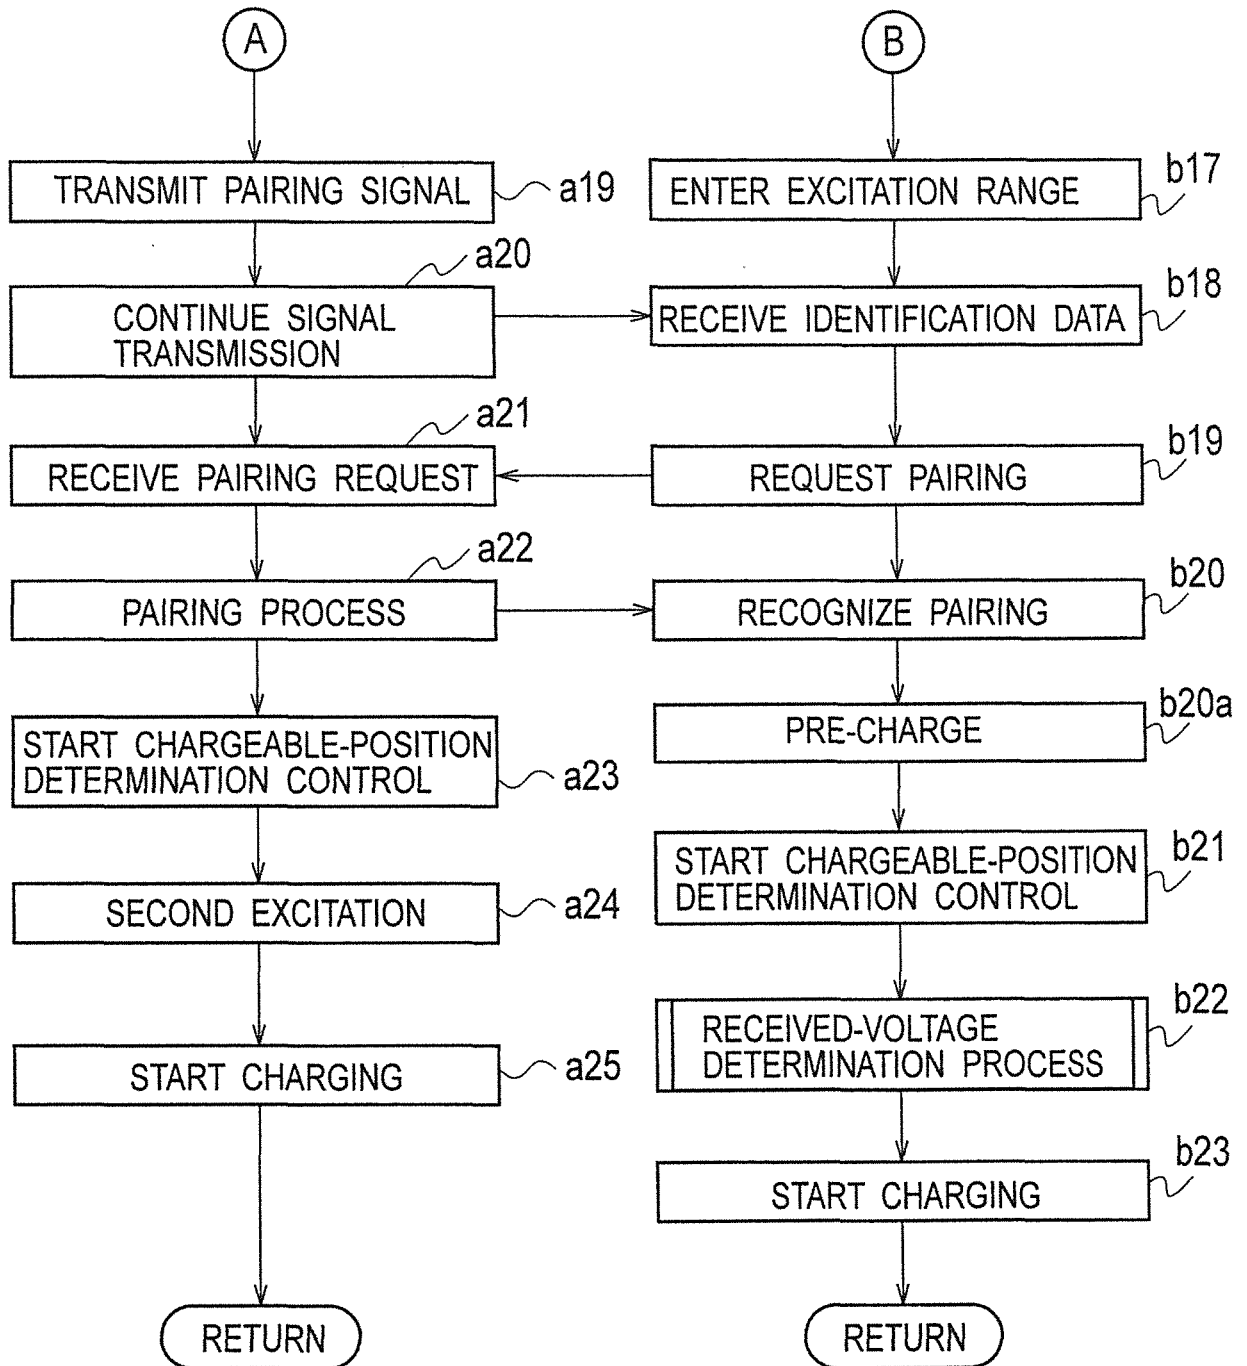 A
TRANSMIT PAIRING SIGNAL
a19
a20
CONTINUE SIGNAL
TRANSMISSION
a21
RECEIVE PAIRING REQUEST
a22
PAIRING PROCESS
START CHARGEABLE-POSITION
DETERMINATION CONTROL
a23
SECOND EXCITATION
a24
START CHARGING
a25
RETURN
B
b17
ENTER EXCITATION RANGE
b18
RECEIVE IDENTIFICATION DATA
b19
REQUEST PAIRING
b20
RECOGNIZE PAIRING
b20a
PRE-CHARGE
b21
START CHARGEABLE-POSITION
DETERMINATION CONTROL
b22
RECEIVED-VOLTAGE
DETERMINATION PROCESS
b23
START CHARGING
RETURN